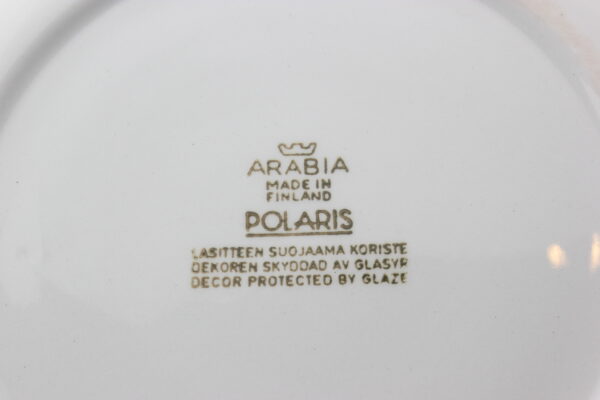 ARABIA
MADE IN
FINLAND
POLARIS
LASITTEEN SUOJAAMA KORISTE
DEKOREN SKYDDAD AV GLASYR
DECOR PROTECTED BY GLAZE